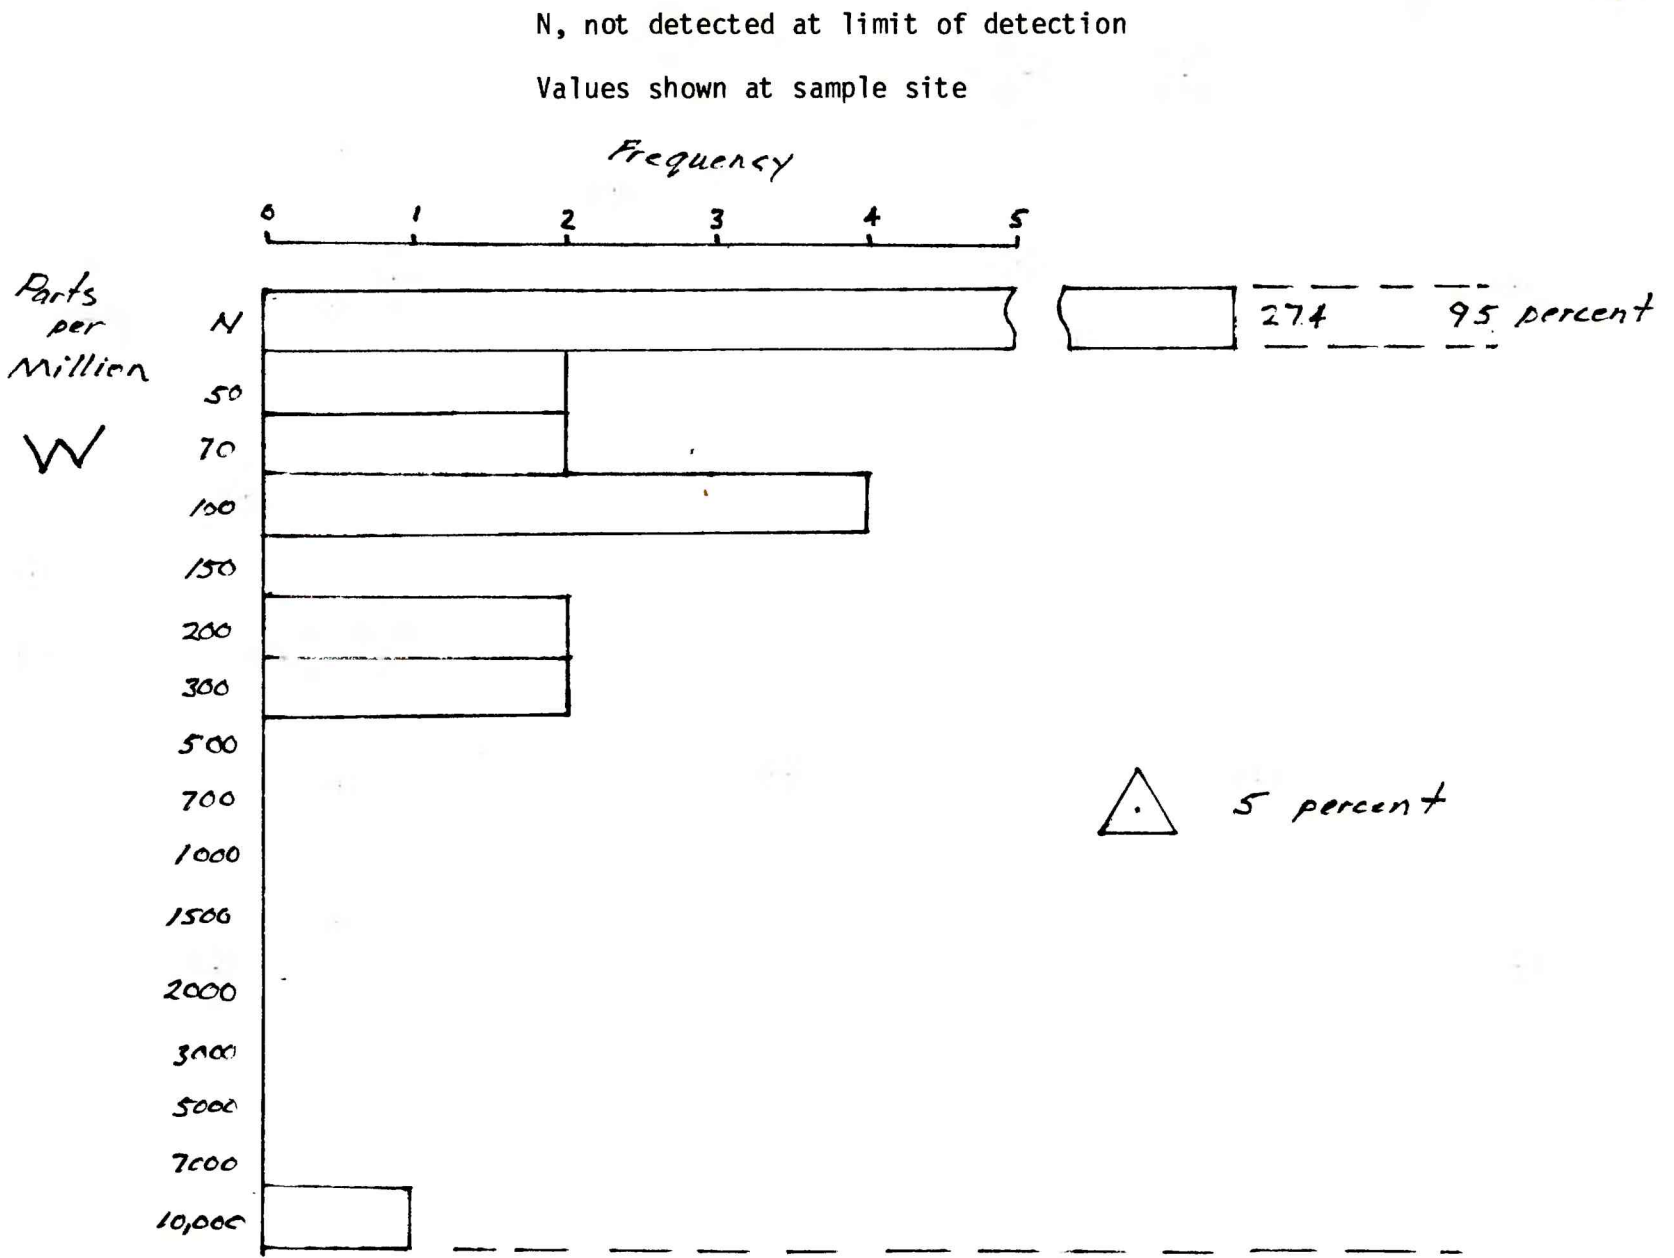 N, not detected at limit of detection
Values shown at sample site
Frequency
0 1 2 3 4 5
Parts
per
Million
W
N
274 95 percent
50
70
100
150
200
300
500
700
5 percent
1000
1500
2000
3000
5000
7000
10,000